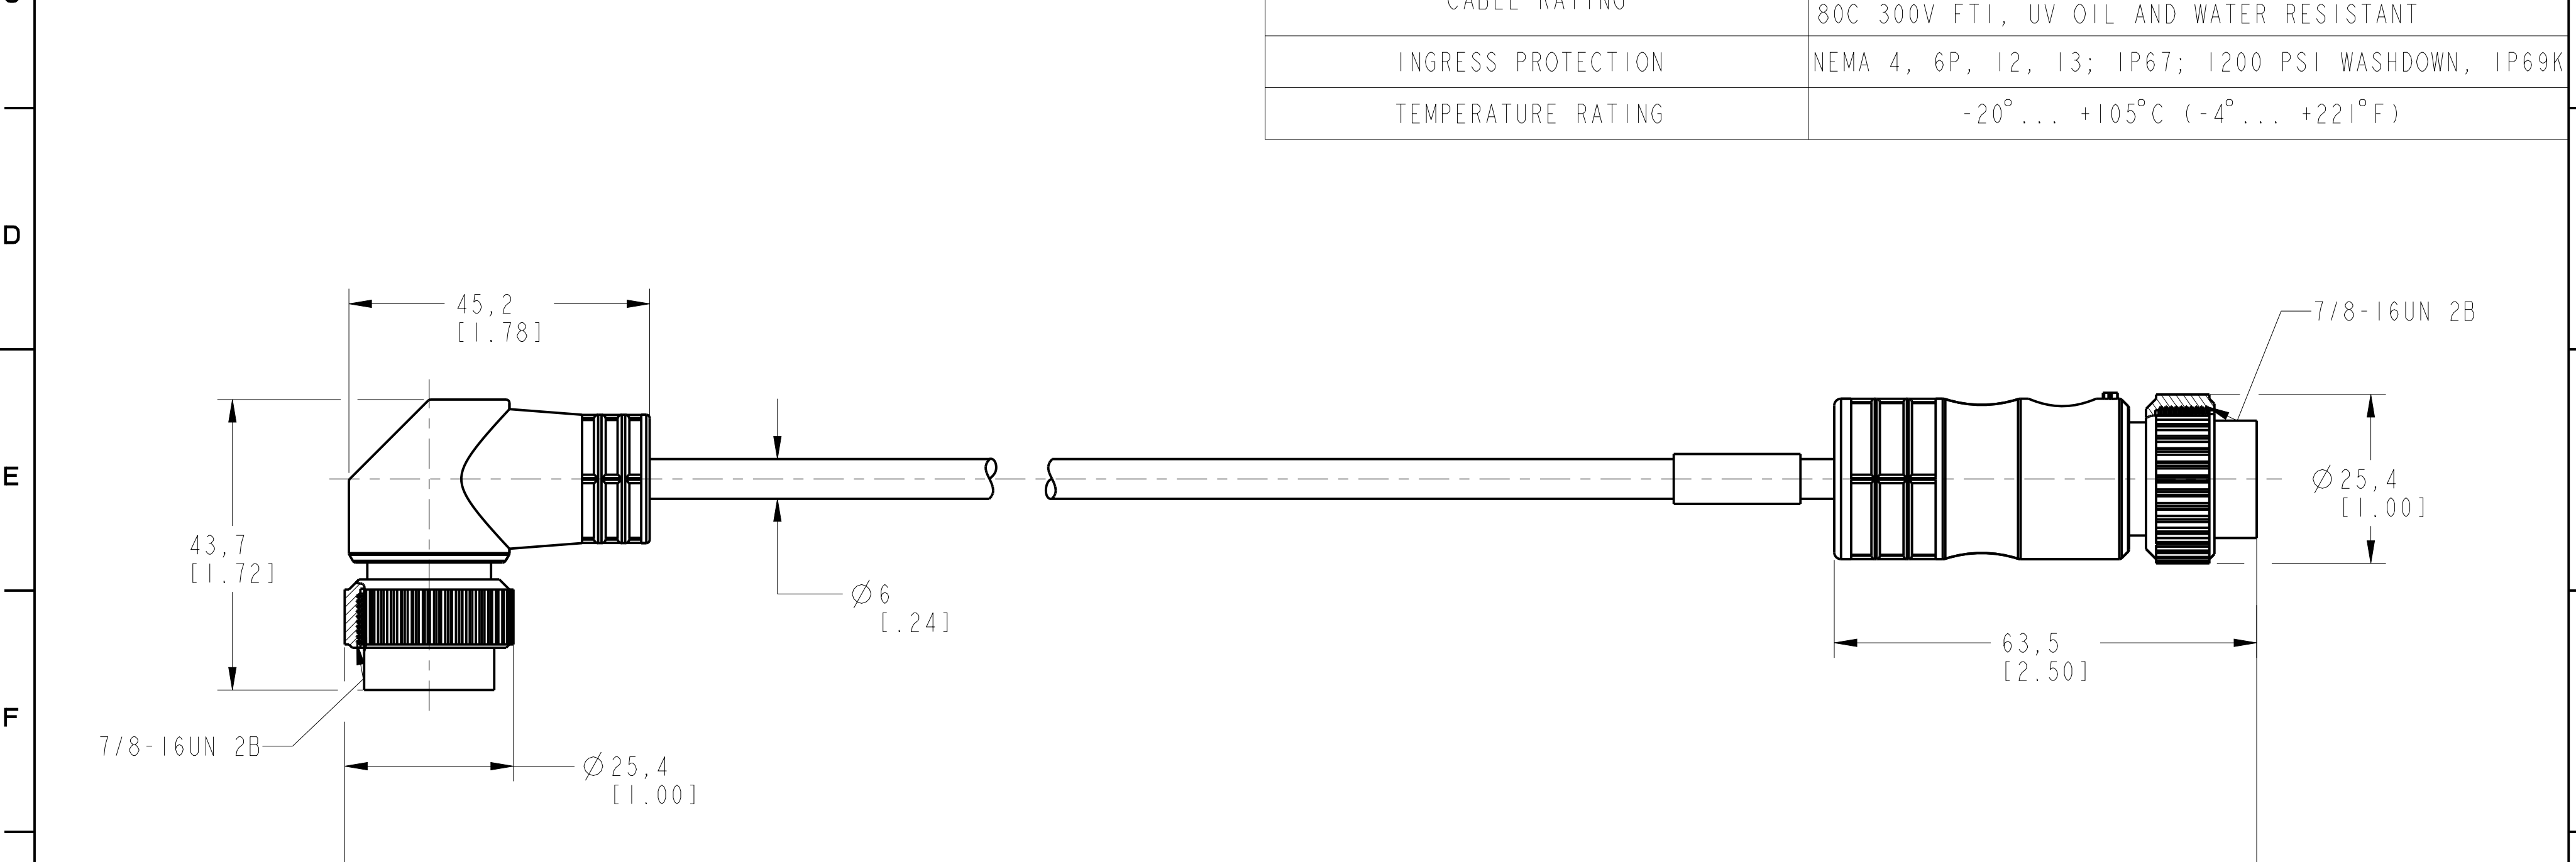 CABLE RATING
80C 300V FT1, UV OIL AND WATER RESISTANT
INGRESS PROTECTION
NEMA 4, 6P, 12, 13; IP67; 1200 PSI WASHDOWN, IP69K
TEMPERATURE RATING
-20°... +105°C (-4°... +221°F)
D
E
F
45,2
[1.78]
7/8-16UN 2B
43,7
[1.72]
Ø25,4
[1.00]
Ø6
[.24]
63,5
[2.50]
7/8-16UN 2B
Ø25,4
[1.00]